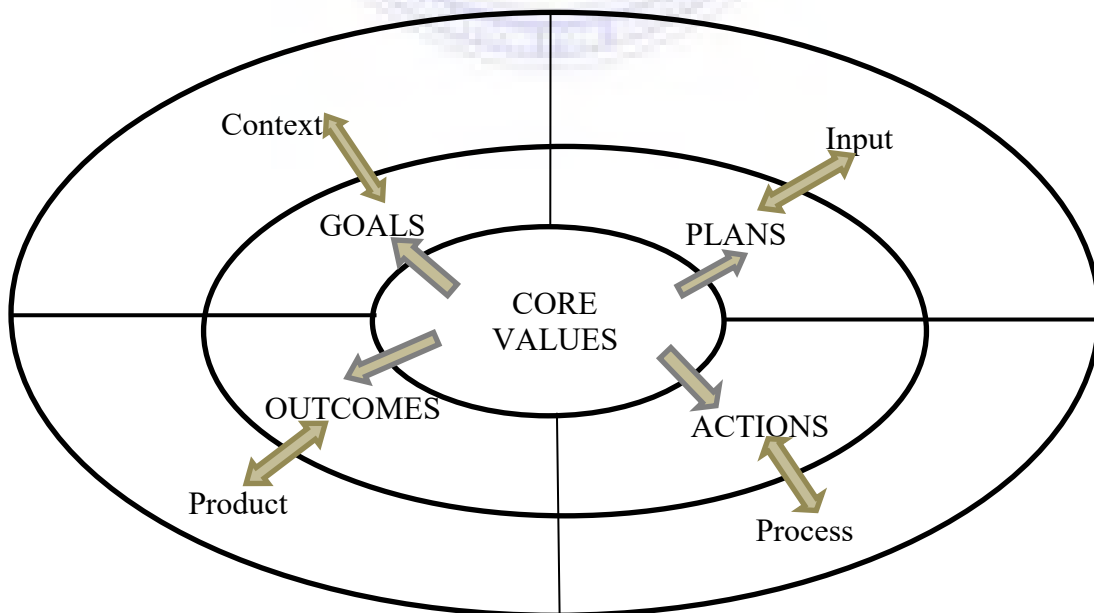 Context
Input
GOALS
PLANS
CORE
VALUES
OUTCOMES
ACTIONS
Product
Process